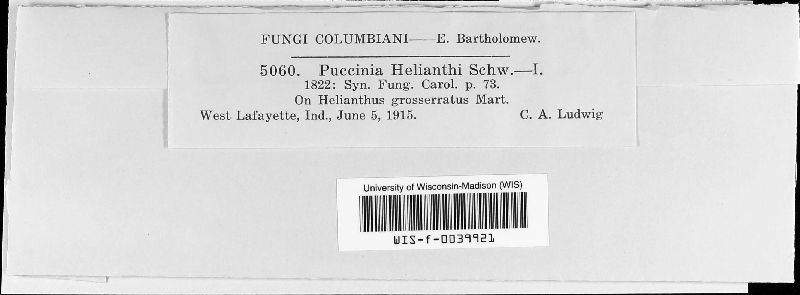 FUNGI COLUMBIANI—— E. Bartholomew.
5060. Puccinia Helianthi Schw.—I.
1822: Syn. Fung. Carol. p. 73.
On Helianthus grosserratus Mart.
West Lafayette, Ind., June 5, 1915. C. A. Ludwig
University of Wisconsin-Madison (WIS)
WIS-f-0039921